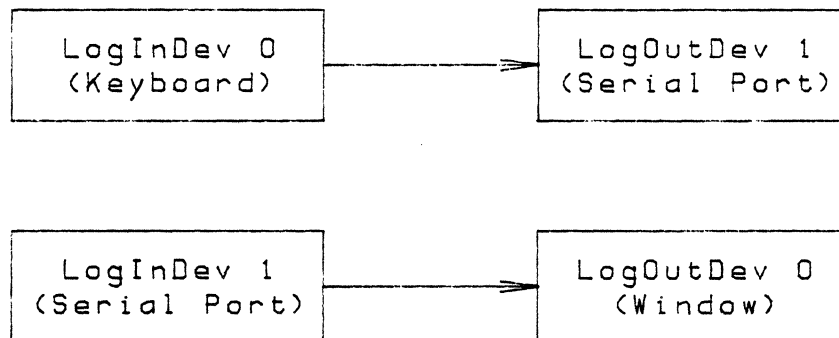 LogInDev 0
(Keyboard)
LogOutDev 1
(Serial Port)
LogInDev 1
(Serial Port)
LogOutDev 0
(Window)